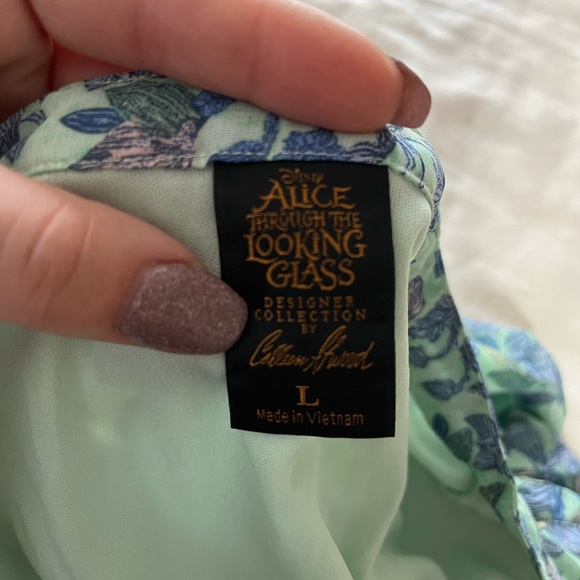 DISNEY
ALICE
THROUGH THE
LOOKING
GLASS
DESIGNER
COLLECTION
BY
Colleen Atwood
L
Made in Vietnam